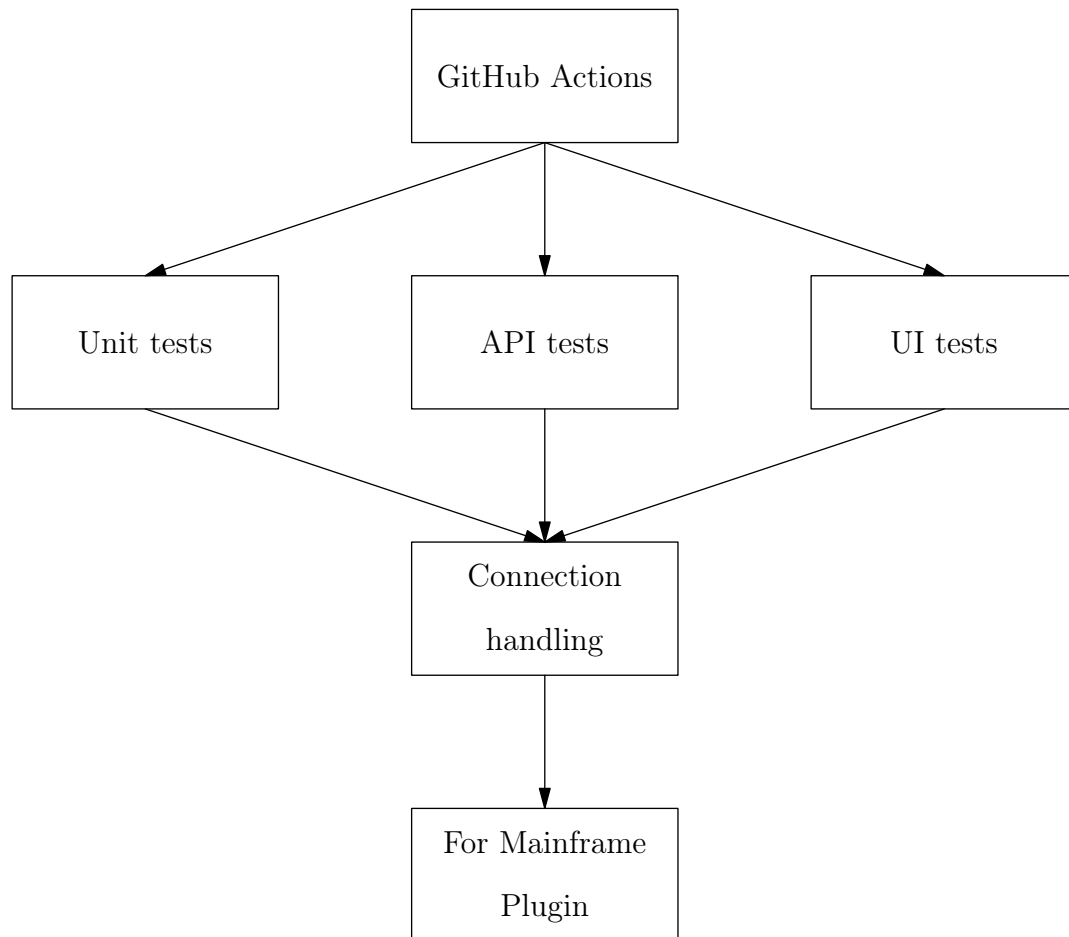 GitHub Actions
Unit tests
API tests
UI tests
Connection
handling
For Mainframe
Plugin